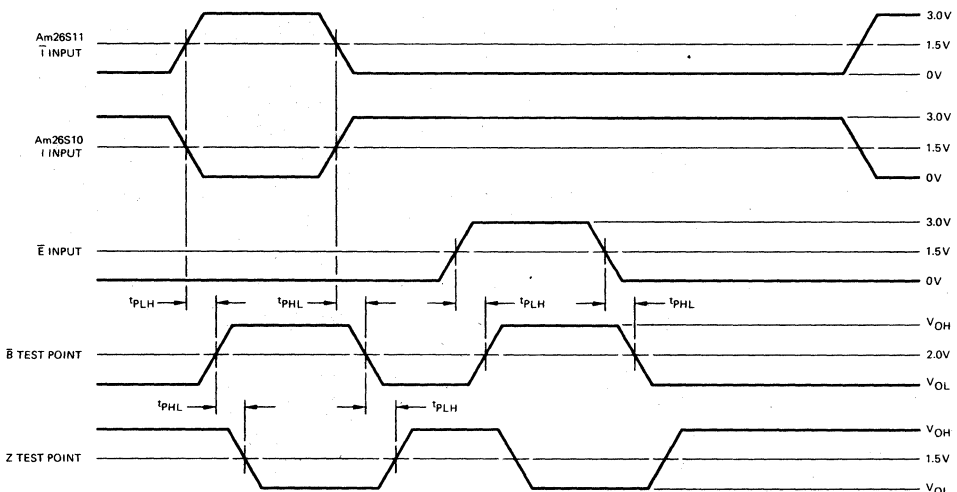 Am26S11
I̅ INPUT
3.0V
1.5V
0V
Am26S10
I INPUT
3.0V
1.5V
0V
E̅ INPUT
3.0V
1.5V
0V
tPLH
tPHL
tPLH
tPHL
B̅ TEST POINT
VOH
2.0V
VOL
tPHL
tPLH
Z TEST POINT
VOH
1.5V
VOL